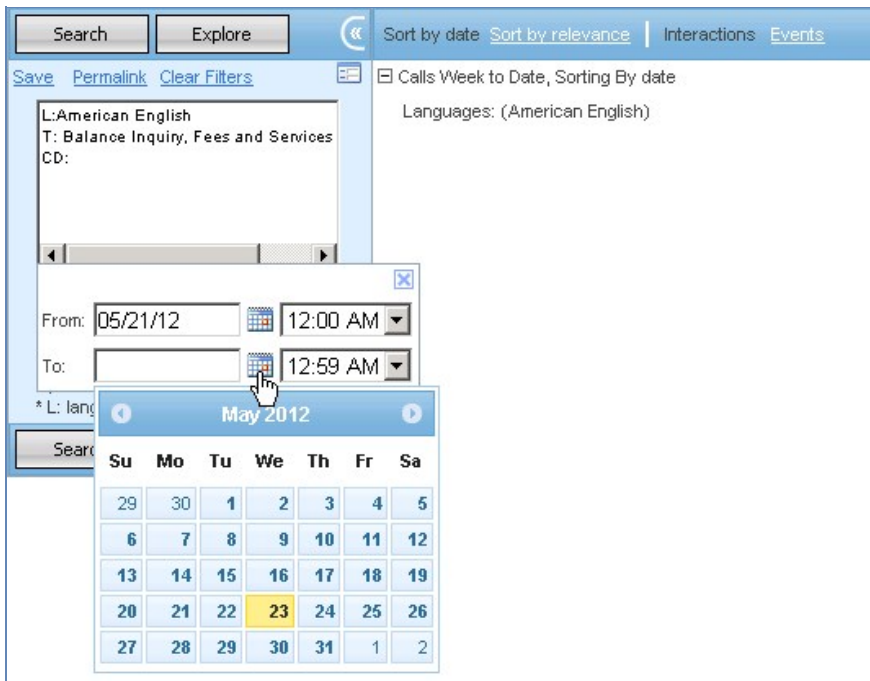 Search Explore
Sort by date Sort by relevance Interactions Events
Save Permalink Clear Filters
Calls Week to Date, Sorting By date
Languages: (American English)
L:American English
T: Balance Inquiry, Fees and Services
CD:
From: 05/21/12 12:00 AM
To: 12:59 AM
* L: lang
May 2012
Sear
Su Mo Tu We Th Fr Sa
29 30 1 2 3 4 5
6 7 8 9 10 11 12
13 14 15 16 17 18 19
20 21 22 23 24 25 26
27 28 29 30 31 1 2